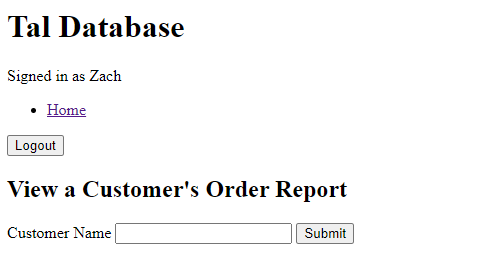 Tal Database
Signed in as Zach
Home
Logout
View a Customer's Order Report
Customer Name Submit